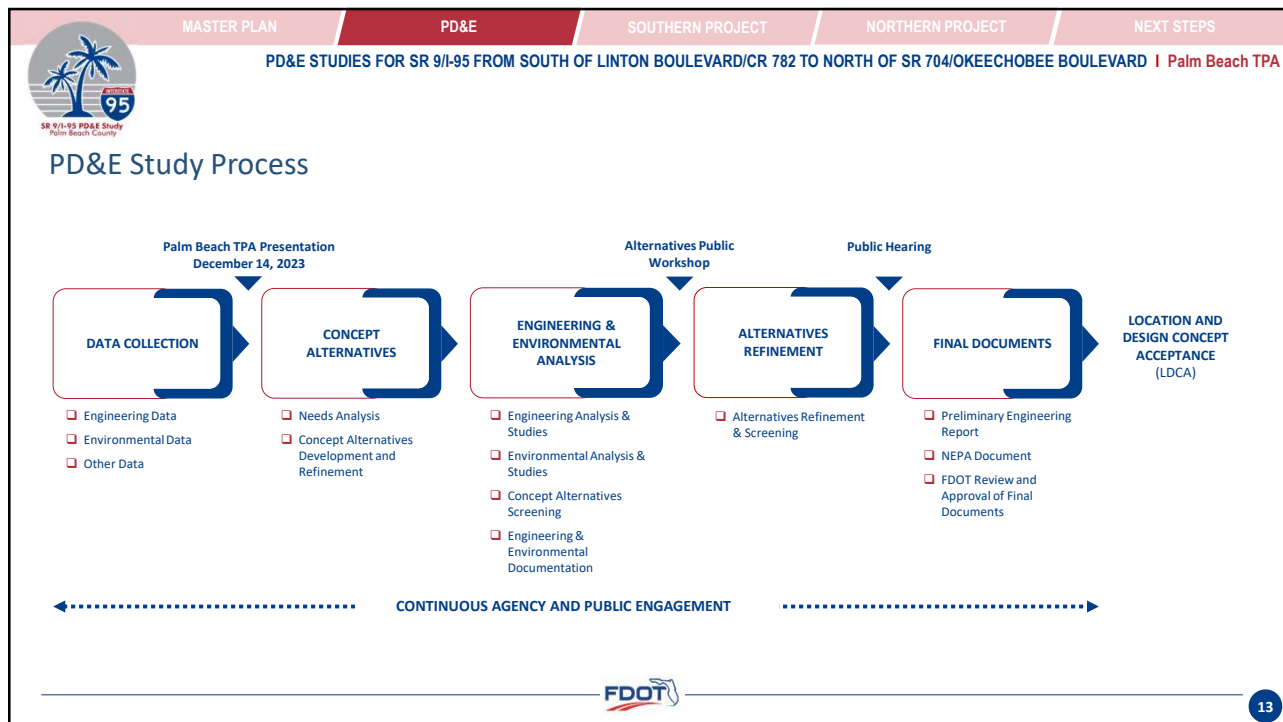 MASTER PLAN
PD&E
SOUTHERN PROJECT
NORTHERN PROJECT
NEXT STEPS
PD&E STUDIES FOR SR 9/I-95 FROM SOUTH OF LINTON BOULEVARD/CR 782 TO NORTH OF SR 704/OKEECHOBEE BOULEVARD I Palm Beach TPA
INTERSTATE
95
SR 9/I-95 PD&E Study
Palm Beach County
PD&E Study Process
Palm Beach TPA Presentation
December 14, 2023
Alternatives Public
Workshop
Public Hearing
DATA COLLECTION
CONCEPT
ALTERNATIVES
ENGINEERING &
ENVIRONMENTAL
ANALYSIS
ALTERNATIVES
REFINEMENT
FINAL DOCUMENTS
LOCATION AND
DESIGN CONCEPT
ACCEPTANCE
(LDCA)
❑ Engineering Data
❑ Environmental Data
❑ Other Data
❑ Needs Analysis
❑ Concept Alternatives
Development and
Refinement
❑ Engineering Analysis &
Studies
❑ Environmental Analysis &
Studies
❑ Concept Alternatives
Screening
❑ Engineering &
Environmental
Documentation
❑ Alternatives Refinement
& Screening
❑ Preliminary Engineering
Report
❑ NEPA Document
❑ FDOT Review and
Approval of Final
Documents
CONTINUOUS AGENCY AND PUBLIC ENGAGEMENT
FDOT
13